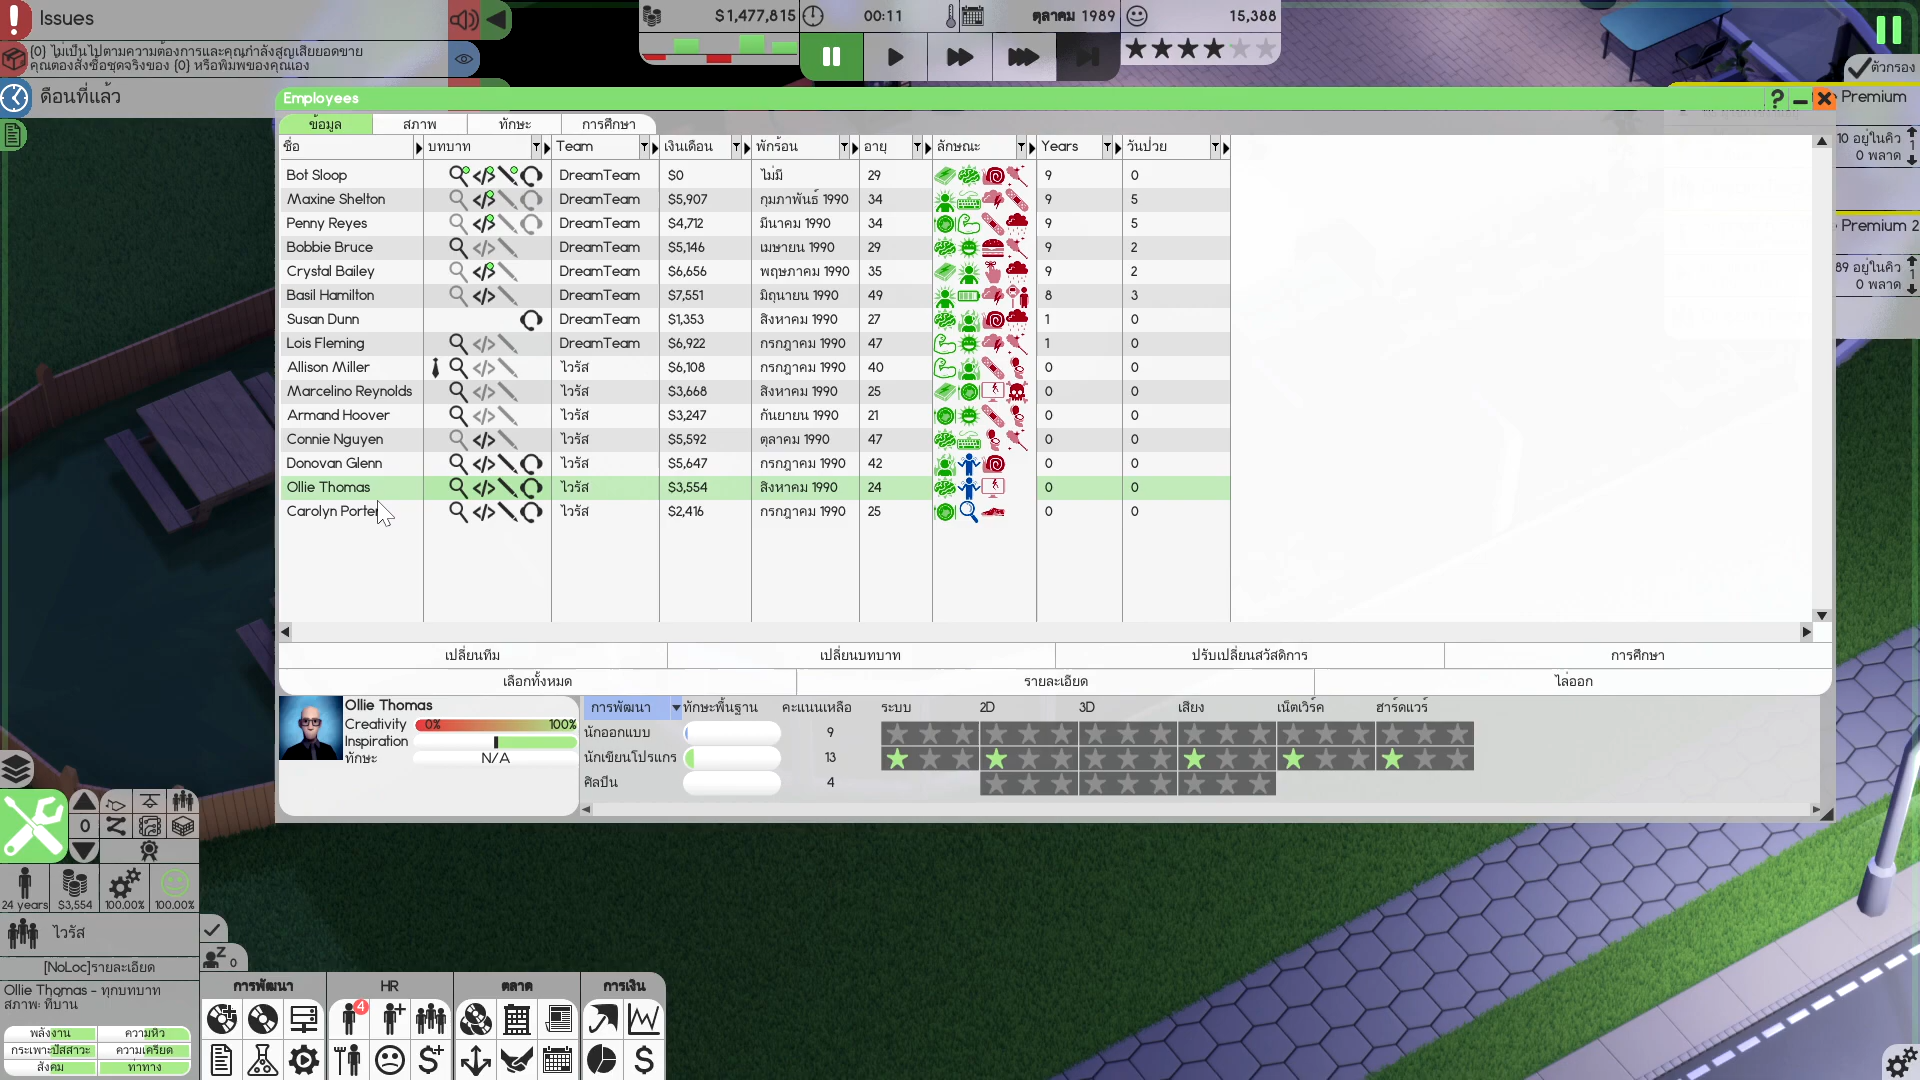 Issues
(0) ไม่เป็นไปตามความต้องการและคุณกำลังสูญเสียยอดขาย
คุณต้องสั่งซื้อชุดจริงของ (0) หรือพิมพ์ของคุณเอง
ดือนที่แล้ว
$1,477,815
00:11
ตุลาคม 1989
15,388
ตัวกรอง
Premium
10 อยู่ในคิว
1
0 พลาด
Premium 2
89 อยู่ในคิว
1
0 พลาด
Employees
?
ข้อมูล
สภาพ
ทักษะ
การศึกษา
ชื่อ บทบาท Team เงินเดือน พักร้อน อายุ ลักษณะ Years วันป่วย
Bot Sloop DreamTeam $0 ไม่มี 29 9 0
Maxine Shelton DreamTeam $5,907 กุมภาพันธ์ 1990 34 9 5
Penny Reyes DreamTeam $4,712 มีนาคม 1990 34 9 5
Bobbie Bruce DreamTeam $5,146 เมษายน 1990 29 9 2
Crystal Bailey DreamTeam $6,656 พฤษภาคม 1990 35 9 2
Basil Hamilton DreamTeam $7,551 มิถุนายน 1990 49 8 3
Susan Dunn DreamTeam $1,353 สิงหาคม 1990 27 1 0
Lois Fleming DreamTeam $6,922 กรกฎาคม 1990 47 1 0
Allison Miller ไวรัส $6,108 กรกฎาคม 1990 40 0 0
Marcelino Reynolds ไวรัส $3,668 สิงหาคม 1990 25 0 0
Armand Hoover ไวรัส $3,247 กันยายน 1990 21 0 0
Connie Nguyen ไวรัส $5,592 ตุลาคม 1990 47 0 0
Donovan Glenn ไวรัส $5,647 กรกฎาคม 1990 42 0 0
Ollie Thomas ไวรัส $3,554 สิงหาคม 1990 24 0 0
Carolyn Porter ไวรัส $2,416 กรกฎาคม 1990 25 0 0
เปลี่ยนทีม เปลี่ยนบทบาท ปรับเปลี่ยนสวัสดิการ การศึกษา
เลือกทั้งหมด รายละเอียด ไล่ออก
Ollie Thomas
Creativity 0% 100%
Inspiration
ทักษะ N/A
การพัฒนา ทักษะพื้นฐาน คะแนนเหลือ ระบบ 2D 3D เสียง เน็ตเวิร์ค ฮาร์ดแวร์
นักออกแบบ 9
นักเขียนโปรแกร 13
ศิลปิน 4
0
24 years $3,554 100.00% 100.00%
ไวรัส
[NoLoc]รายละเอียด
Ollie Thomas - ทุกบทบาท
สภาพ: ที่บ้าน
พลังงาน ความหิว
กระเพาะปัสสาวะ ความเครียด
สังคม ท่าทาง
Z 0
การพัฒนา HR ตลาด การเงิน
4